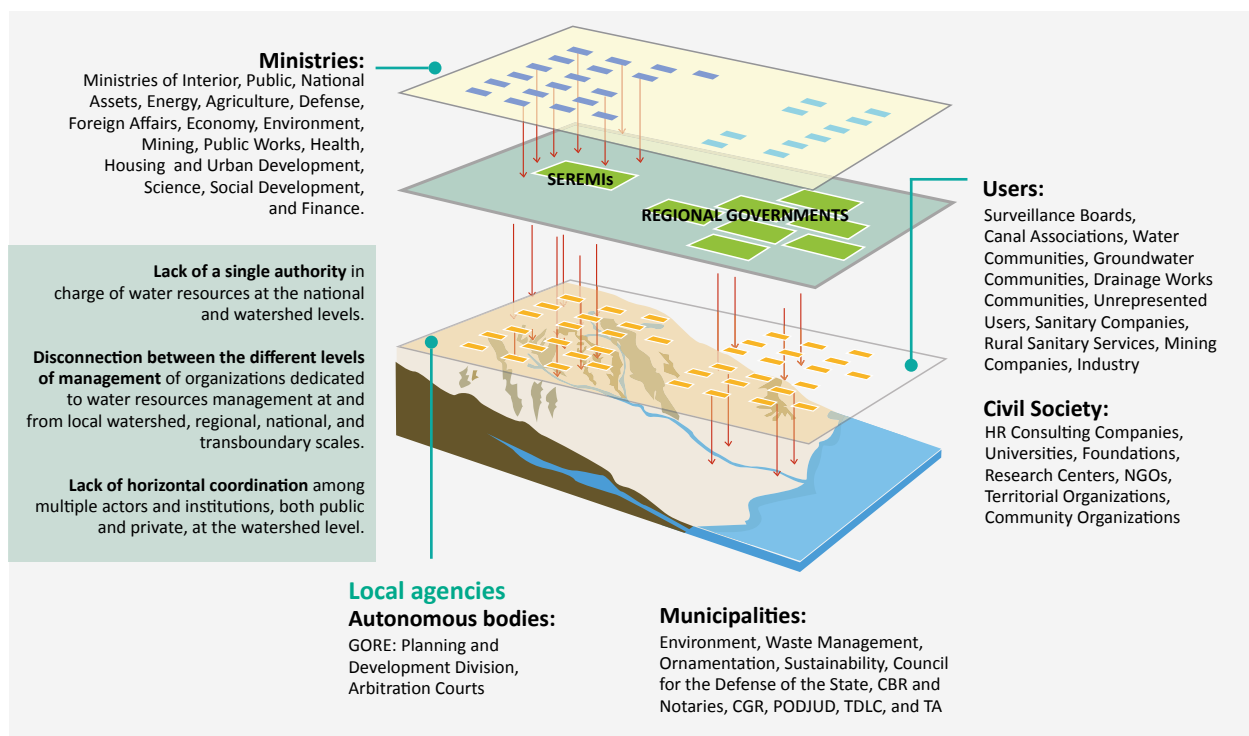 Ministries:
Ministries of Interior, Public, National
Assets, Energy, Agriculture, Defense,
Foreign Affairs, Economy, Environment,
Mining, Public Works, Health,
Housing and Urban Development,
Science, Social Development,
and Finance.
SEREMIs
REGIONAL GOVERNMENTS
Lack of a single authority in
charge of water resources at the national
and watershed levels.
Disconnection between the different levels
of management of organizations dedicated
to water resources management at and
from local watershed, regional, national, and
transboundary scales.
Lack of horizontal coordination among
multiple actors and institutions, both public
and private, at the watershed level.
Users:
Surveillance Boards,
Canal Associations, Water
Communities, Groundwater
Communities, Drainage Works
Communities, Unrepresented
Users, Sanitary Companies,
Rural Sanitary Services, Mining
Companies, Industry
Civil Society:
HR Consulting Companies,
Universities, Foundations,
Research Centers, NGOs,
Territorial Organizations,
Community Organizations
Local agencies
Autonomous bodies:
GORE: Planning and
Development Division,
Arbitration Courts
Municipalities:
Environment, Waste Management,
Ornamentation, Sustainability, Council
for the Defense of the State, CBR and
Notaries, CGR, PODJUD, TDLC, and TA